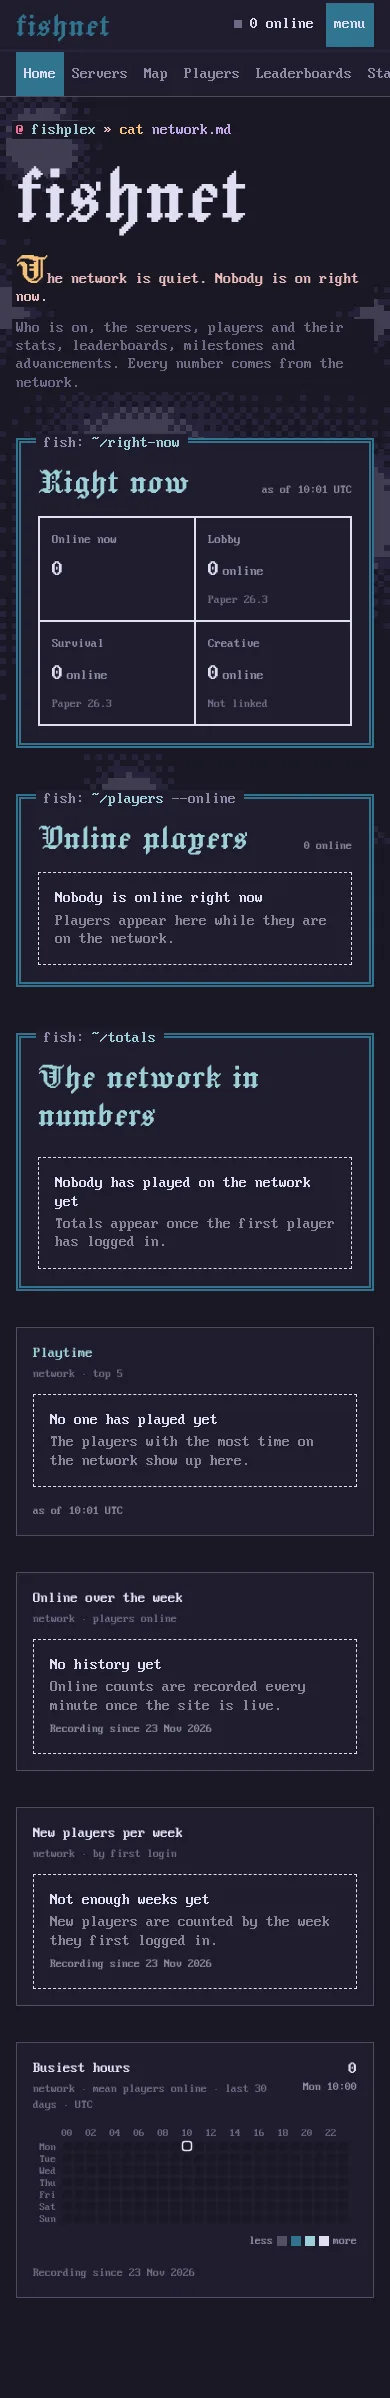 fishnet
0 online
menu
Home Servers Map Players Leaderboards Sta
@ fishplex » cat network.md
fishnet
The network is quiet. Nobody is on right
now.
Who is on, the servers, players and their
stats, leaderboards, milestones and
advancements. Every number comes from the
network.
fish: ~/right-now
Right now
as of 10:01 UTC
Online now
0
Lobby
0 online
Paper 26.3
Survival
0 online
Paper 26.3
Creative
0 online
Not linked
fish: ~/players --online
Online players
0 online
Nobody is online right now
Players appear here while they are
on the network.
fish: ~/totals
The network in
numbers
Nobody has played on the network
yet
Totals appear once the first player
has logged in.
Playtime
network · top 5
No one has played yet
The players with the most time on
the network show up here.
as of 10:01 UTC
Online over the week
network · players online
No history yet
Online counts are recorded every
minute once the site is live.
Recording since 23 Nov 2026
New players per week
network · by first login
Not enough weeks yet
New players are counted by the week
they first logged in.
Recording since 23 Nov 2026
Busiest hours
0
network · mean players online · last 30
days · UTC
Mon 10:00
00 02 04 06 08 10 12 14 16 18 20 22
Mon
Tue
Wed
Thu
Fri
Sat
Sun
less more
Recording since 23 Nov 2026